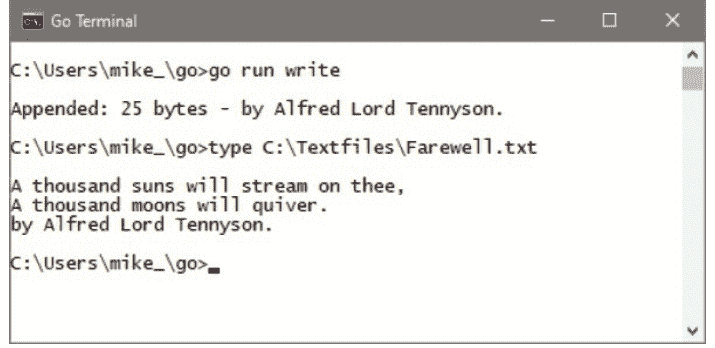 Go Terminal
C:\Users\mike_\go>go run write
Appended: 25 bytes - by Alfred Lord Tennyson.
C:\Users\mike_\go>type C:\Textfiles\Farewell.txt
A thousand suns will stream on thee,
A thousand moons will quiver.
by Alfred Lord Tennyson.
C:\Users\mike_\go>_